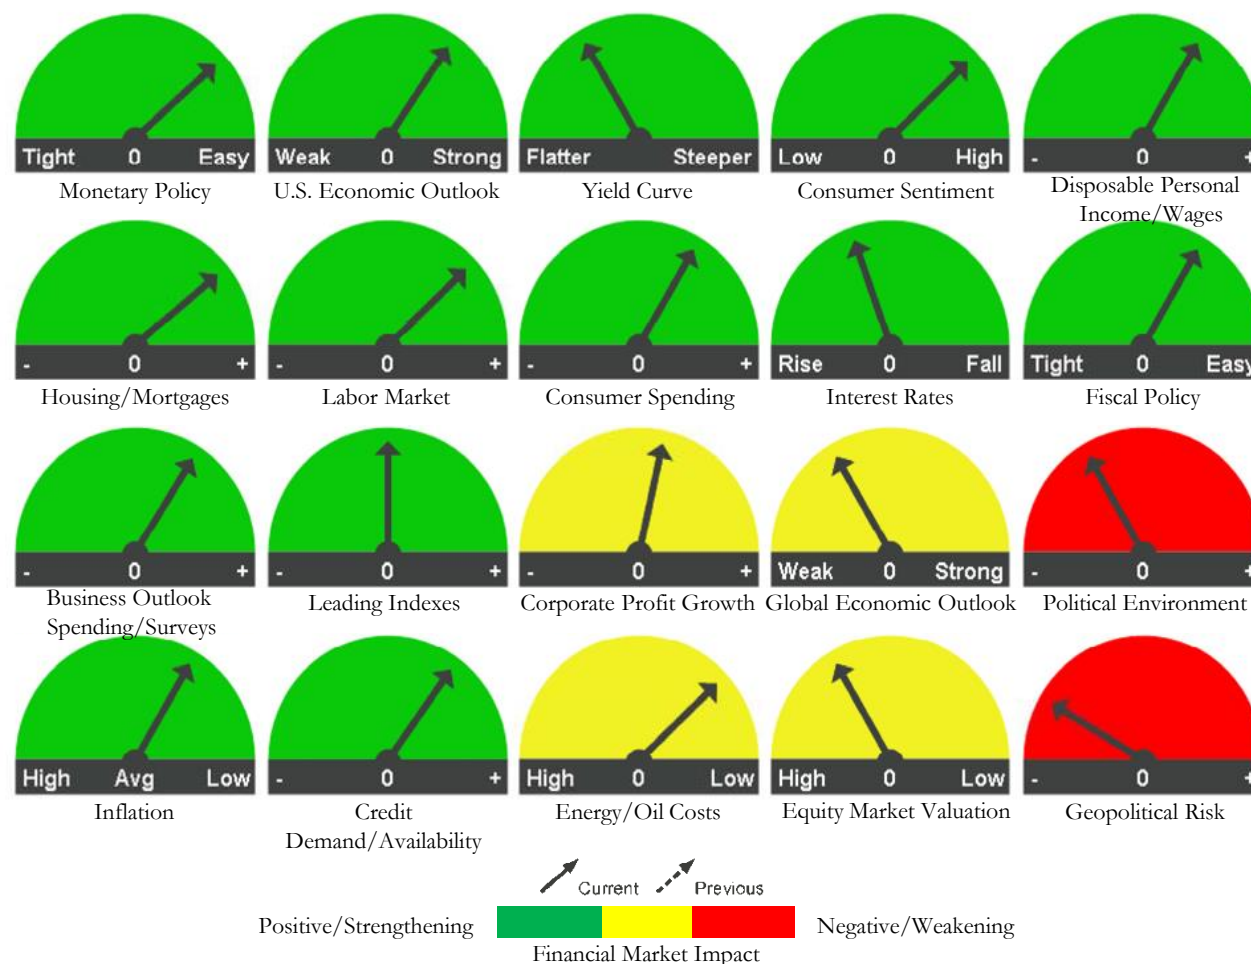 Tight 0 Easy
Monetary Policy
Weak 0 Strong
U.S. Economic Outlook
Flatter Steeper
Yield Curve
Low 0 High
Consumer Sentiment
- 0 +
Disposable Personal
Income/Wages
- 0 +
Housing/Mortgages
- 0 +
Labor Market
- 0 +
Consumer Spending
Rise 0 Fall
Interest Rates
Tight 0 Easy
Fiscal Policy
- 0 +
Business Outlook
Spending/Surveys
- 0 +
Leading Indexes
- 0 +
Corporate Profit Growth
Weak 0 Strong
Global Economic Outlook
- 0 +
Political Environment
High Avg Low
Inflation
- 0 +
Credit
Demand/Availability
High 0 Low
Energy/Oil Costs
High 0 Low
Equity Market Valuation
- 0 +
Geopolitical Risk
Current Previous
Positive/Strengthening Negative/Weakening
Financial Market Impact